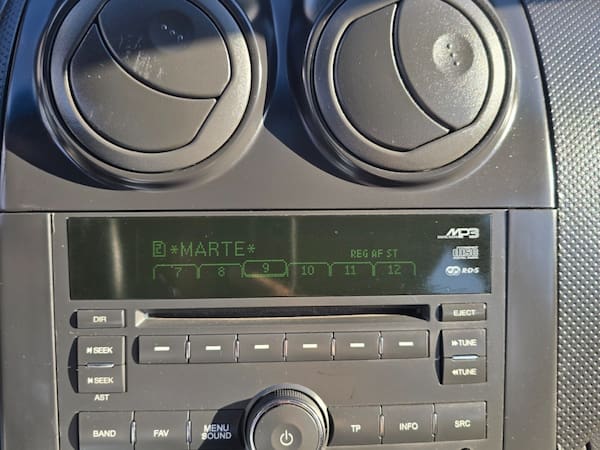 2 *MARTE*
REG AF ST
7 8 9 10 11 12
MP3
RDS
DIR
EJECT
SEEK
TUNE
SEEK
TUNE
AST
BAND FAV MENU SOUND TP INFO SRC